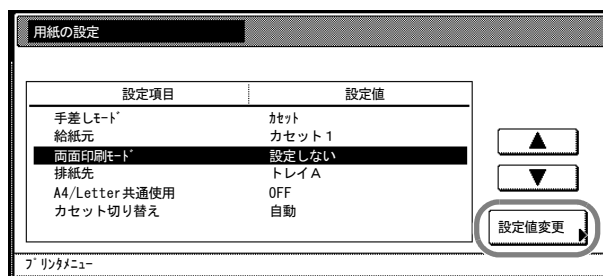 用紙の設定
設定項目 設定値
手差しﾓｰﾄﾞ ｶｾｯﾄ
給紙元 カセット1
両面印刷ﾓｰﾄﾞ 設定しない
排紙先 トレイA
A4/Letter共通使用 OFF
カセット切り替え 自動
設定値変更
ﾌﾟﾘﾝﾀﾒﾆｭｰ